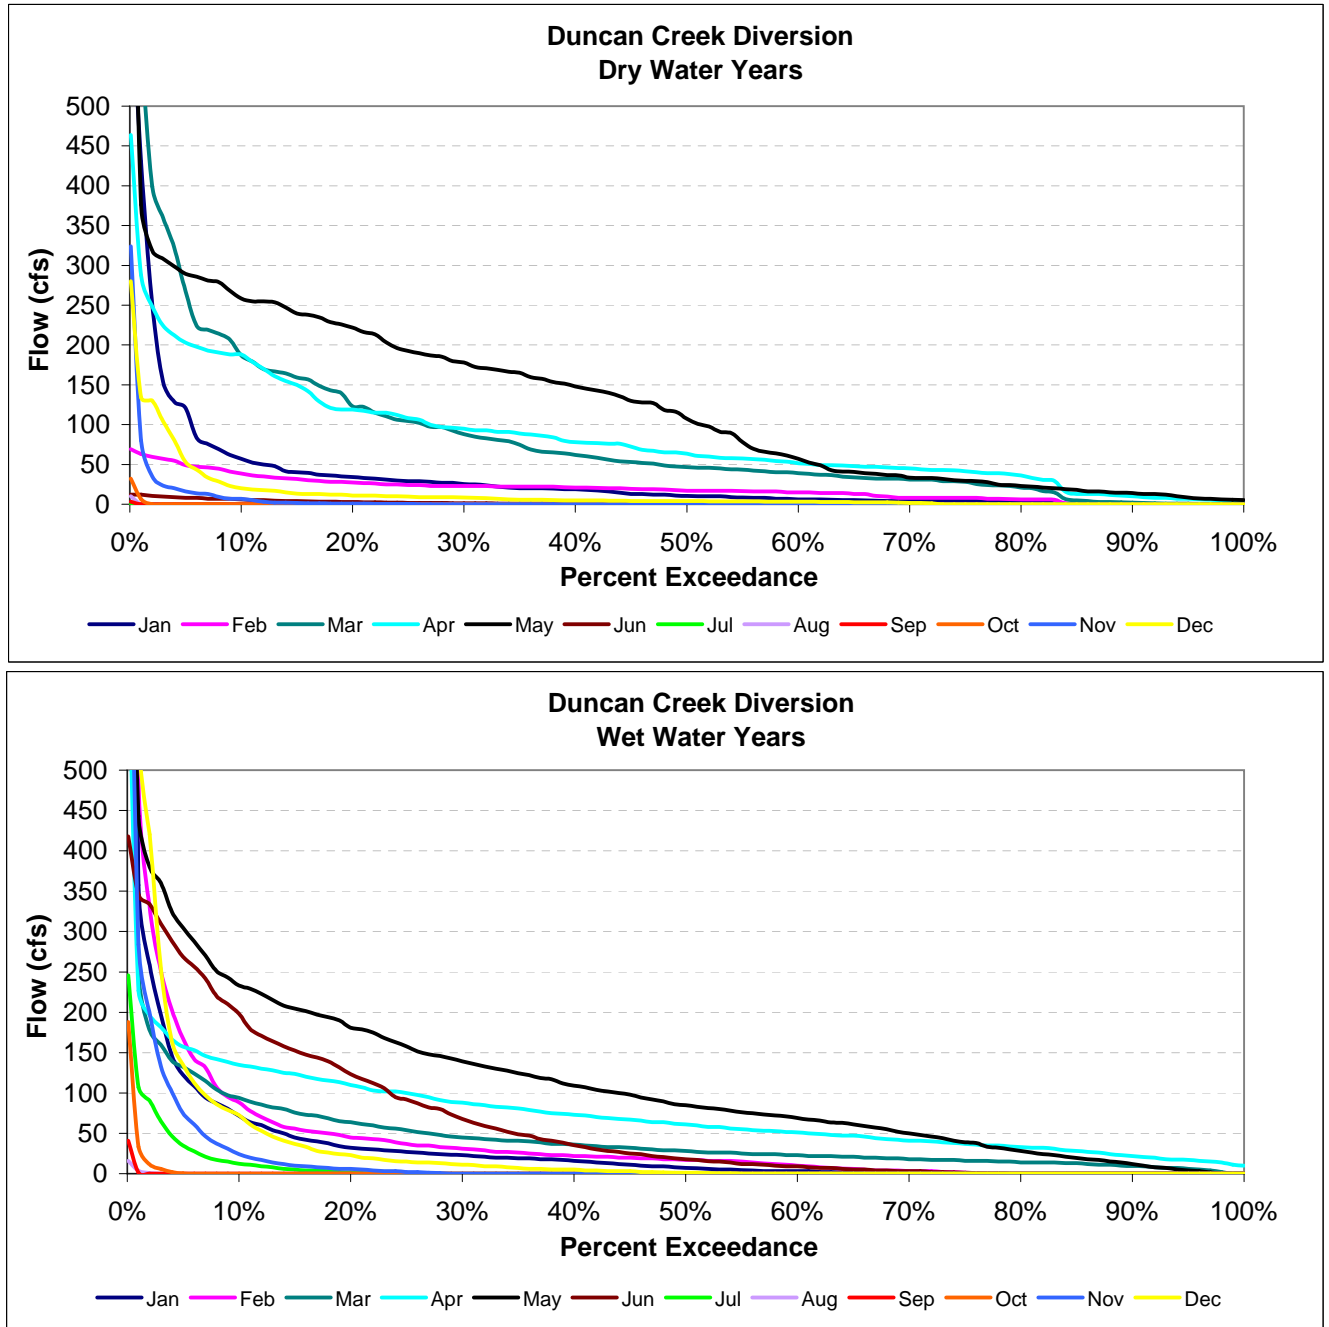 Duncan Creek Diversion
Dry Water Years
500
450
400
350
300
250
200
150
100
50
0
Flow (cfs)
0% 10% 20% 30% 40% 50% 60% 70% 80% 90% 100%
Percent Exceedance
Jan Feb Mar Apr May Jun Jul Aug Sep Oct Nov Dec
Duncan Creek Diversion
Wet Water Years
500
450
400
350
300
250
200
150
100
50
0
Flow (cfs)
0% 10% 20% 30% 40% 50% 60% 70% 80% 90% 100%
Percent Exceedance
Jan Feb Mar Apr May Jun Jul Aug Sep Oct Nov Dec